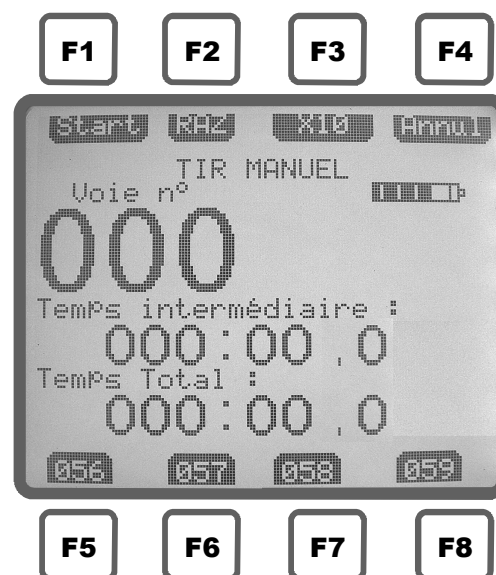 F1 F2 F3 F4
Start RAZ X10 Annul
TIR MANUEL
Voie n°
000
Temps intermédiaire :
000:00,0
Temps Total :
000:00,0
056 057 058 059
F5 F6 F7 F8